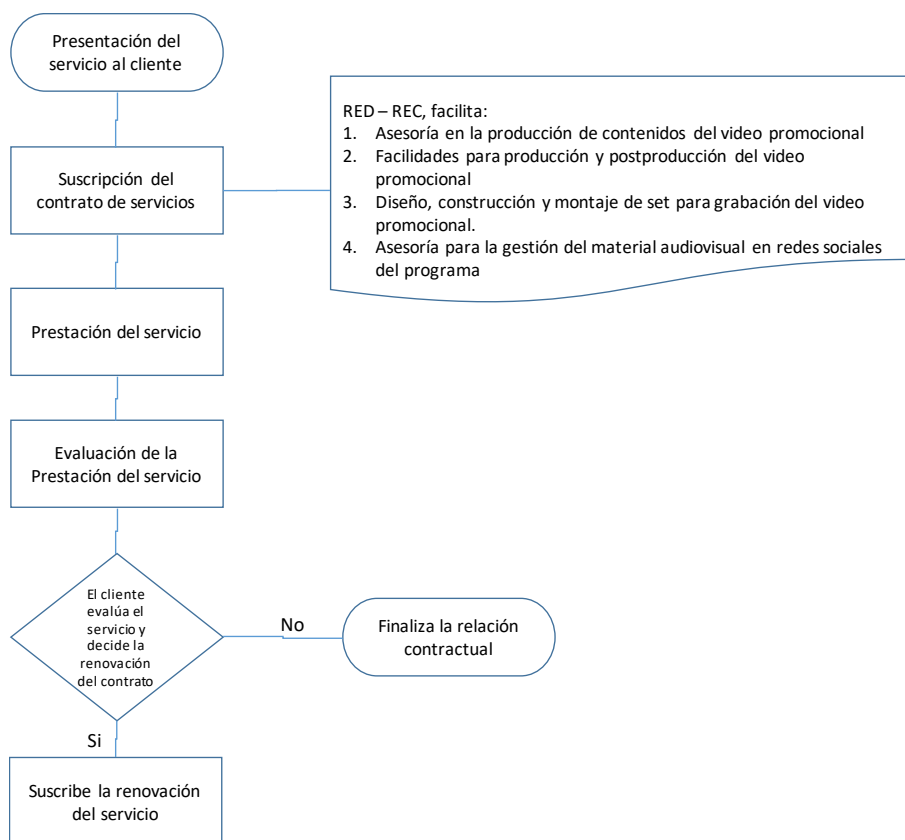 Presentación del
servicio al cliente
RED – REC, facilita:
1. Asesoría en la producción de contenidos del video promocional
2. Facilidades para producción y postproducción del video
promocional
3. Diseño, construcción y montaje de set para grabación del video
promocional.
4. Asesoría para la gestión del material audiovisual en redes sociales
del programa
Suscripción del
contrato de servicios
Prestación del servicio
Evaluación de la
Prestación del servicio
El cliente
evalúa el
servicio y
decide la
renovación
del contrato
No
Finaliza la relación
contractual
Si
Suscribe la renovación
del servicio